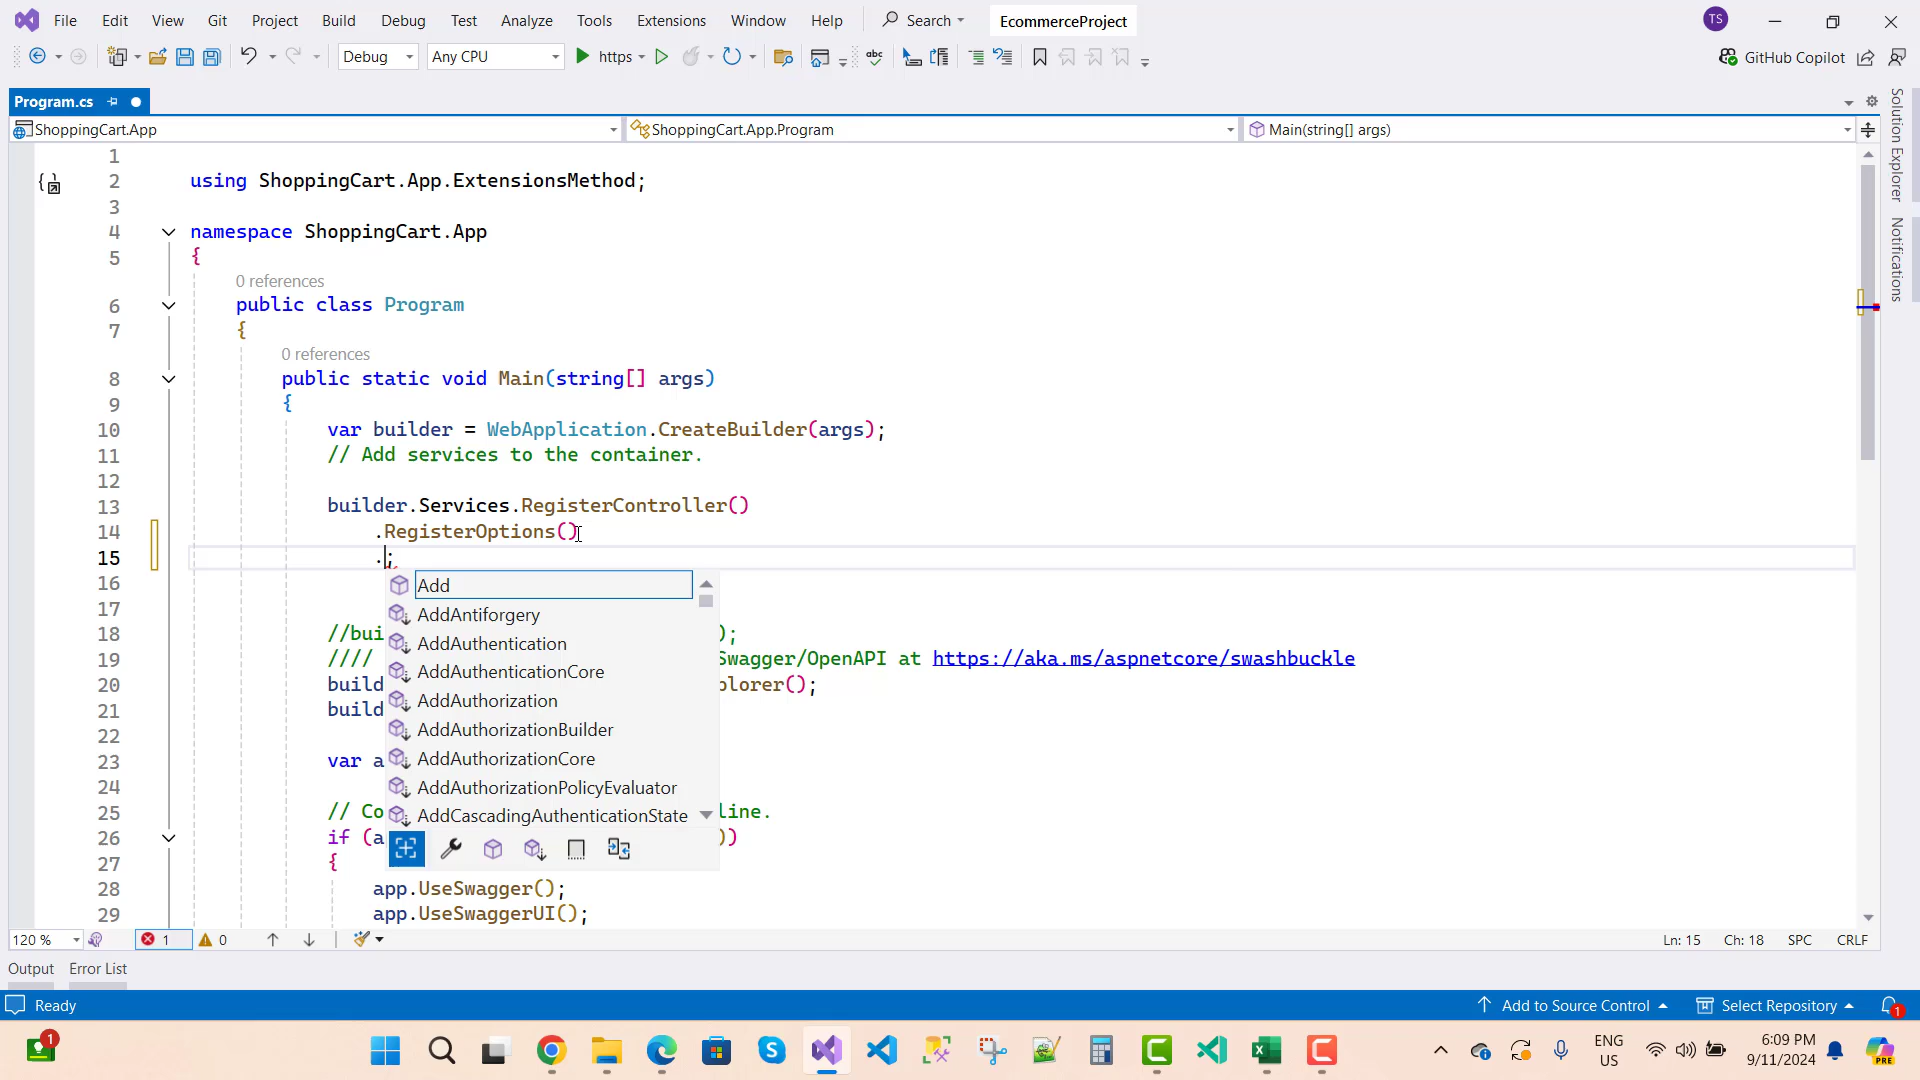 File Edit View Git Project Build Debug Test Analyze Tools Extensions Window Help Search EcommerceProject TS
Debug Any CPU https GitHub Copilot
Program.cs
ShoppingCart.App ShoppingCart.App.Program Main(string[] args)
Solution Explorer
Notifications
1
2 using ShoppingCart.App.ExtensionsMethod;
3
4 namespace ShoppingCart.App
5 {
0 references
6 public class Program
7 {
0 references
8 public static void Main(string[] args)
9 {
10 var builder = WebApplication.CreateBuilder(args);
11 // Add services to the container.
12
13 builder.Services.RegisterController()
14 .RegisterOptions()
15 .;
16
17
18 //bui );
19 //// Swagger/OpenAPI at https://aka.ms/aspnetcore/swashbuckle
20 build plorer();
21 build
22
23 var a
24
25 // Co line.
26 if (a ))
27 {
28 app.UseSwagger();
29 app.UseSwaggerUI();
Add
AddAntiforgery
AddAuthentication
AddAuthenticationCore
AddAuthorization
AddAuthorizationBuilder
AddAuthorizationCore
AddAuthorizationPolicyEvaluator
AddCascadingAuthenticationState
120 % 1 0 Ln: 15 Ch: 18 SPC CRLF
Output Error List
Ready Add to Source Control Select Repository 1
1 ENG US 6:09 PM 9/11/2024 PRE